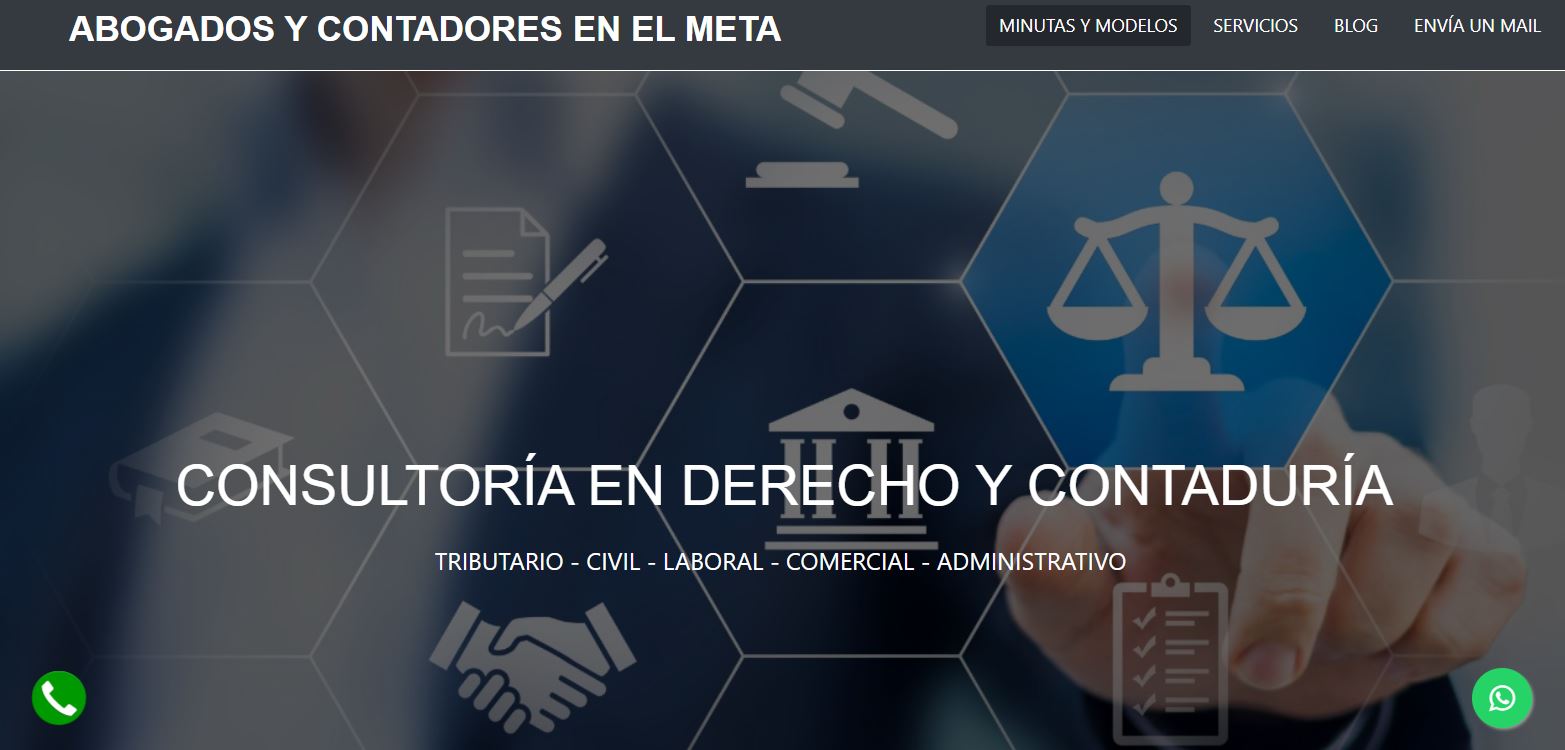 ABOGADOS Y CONTADORES EN EL META
MINUTAS Y MODELOS
SERVICIOS
BLOG
ENVÍA UN MAIL
CONSULTORÍA EN DERECHO Y CONTADURÍA
TRIBUTARIO - CIVIL - LABORAL - COMERCIAL - ADMINISTRATIVO